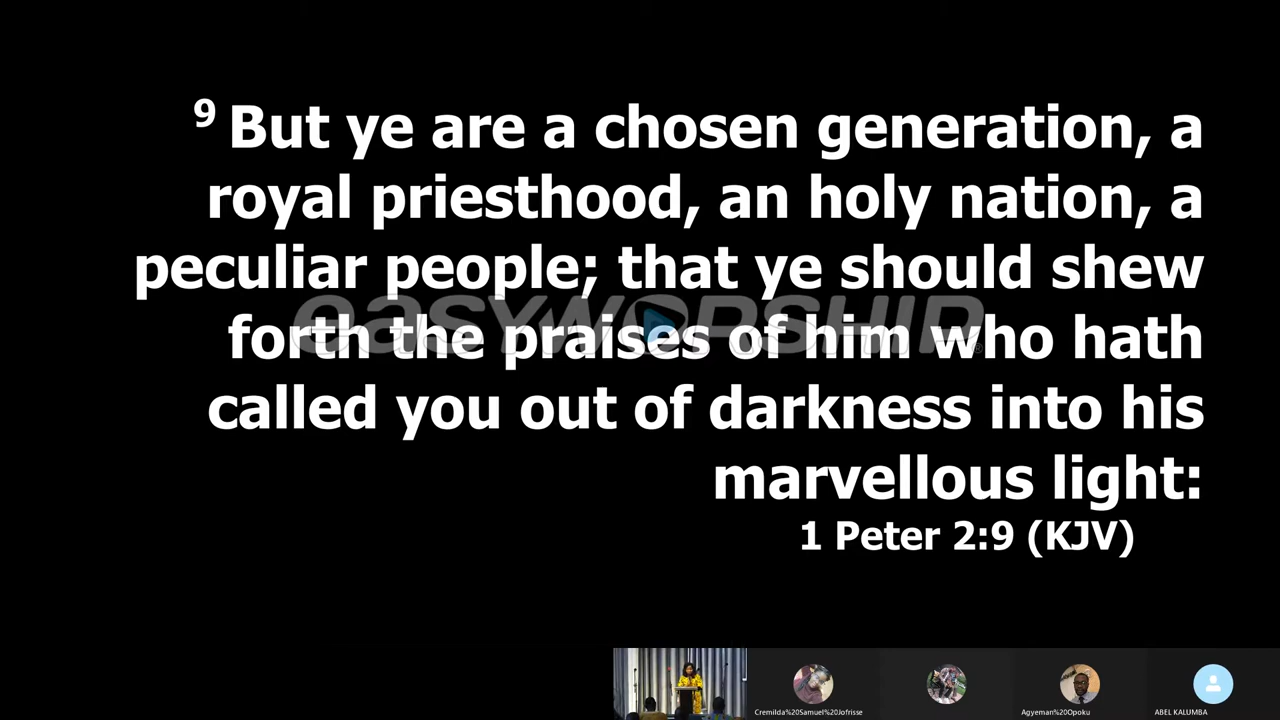 9 But ye are a chosen generation, a
royal priesthood, an holy nation, a
peculiar people; that ye should shew
forth the praises of him who hath
called you out of darkness into his
marvellous light:
1 Peter 2:9 (KJV)
easyworship
Cremilda%20Samuel%20Jofrisse
Agyeman%20Opoku
ABEL KALUMBA